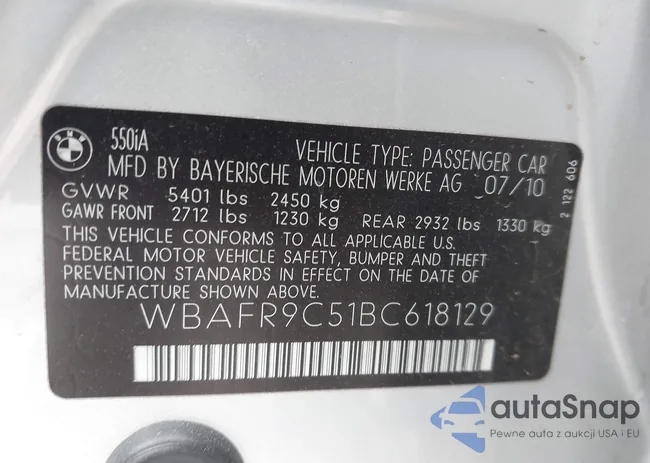 BMW
550iA
VEHICLE TYPE: PASSENGER CAR
MFD BY BAYERISCHE MOTOREN WERKE AG 07/10
GVWR 5401 lbs 2450 kg
GAWR FRONT 2712 lbs 1230 kg REAR 2932 lbs 1330 kg
THIS VEHICLE CONFORMS TO ALL APPLICABLE U.S.
FEDERAL MOTOR VEHICLE SAFETY, BUMPER AND THEFT
PREVENTION STANDARDS IN EFFECT ON THE DATE OF
MANUFACTURE SHOWN ABOVE.
WBAFR9C51BC618129
2 122 606
autaSnap
Pewne auta z aukcji USA i EU